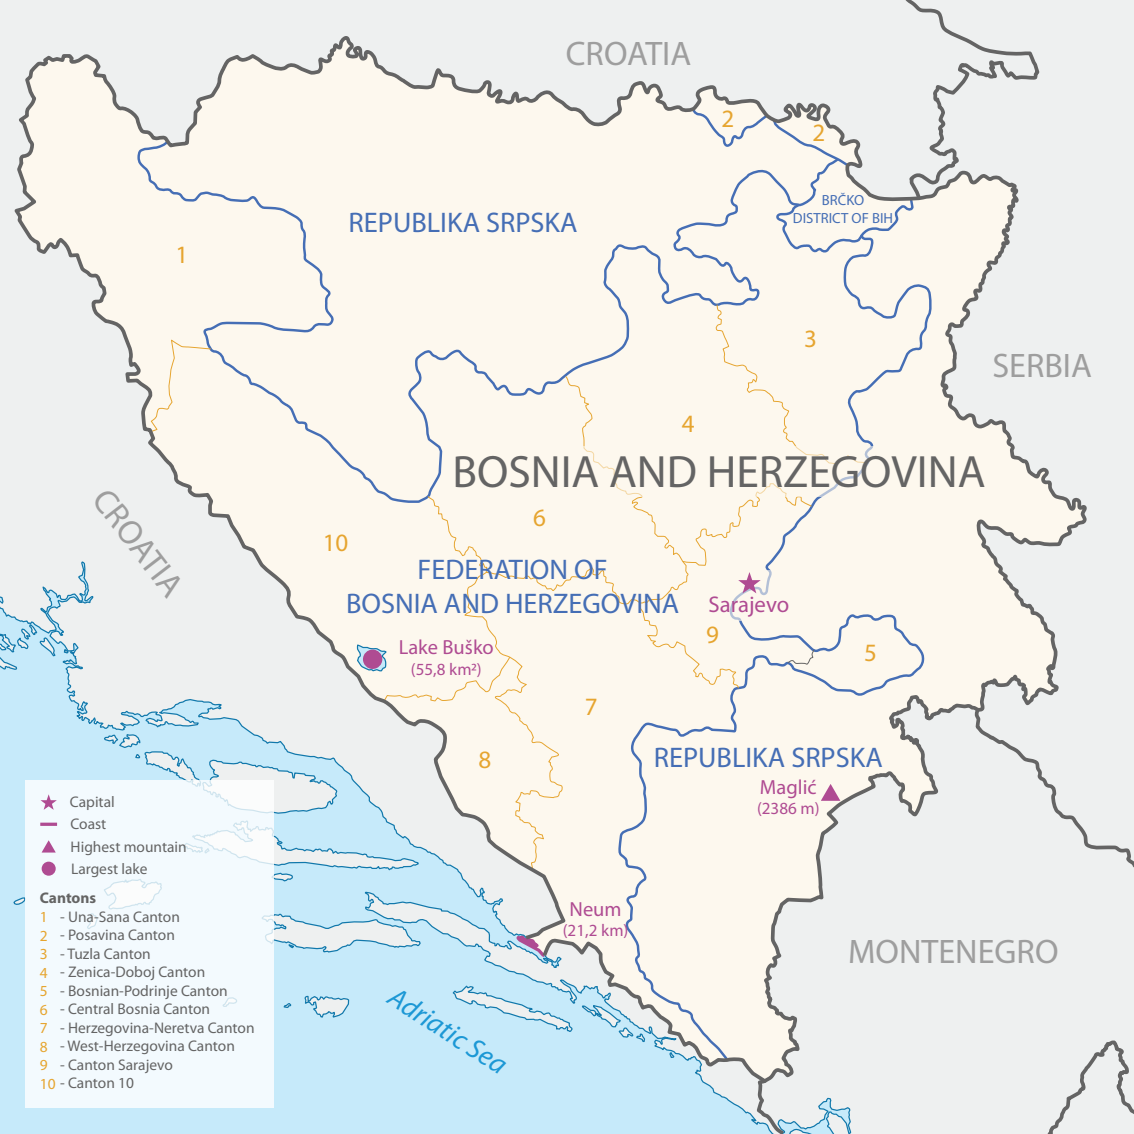 CROATIA
2
2
BRČKO
DISTRICT OF BIH
REPUBLIKA SRPSKA
1
3
SERBIA
4
BOSNIA AND HERZEGOVINA
CROATIA
6
10
FEDERATION OF
BOSNIA AND HERZEGOVINA
Sarajevo
9
Lake Buško
(55,8 km²)
5
7
8
REPUBLIKA SRPSKA
Maglić
(2386 m)
Neum
(21,2 km)
MONTENEGRO
Adriatic Sea
Capital
Coast
Highest mountain
Largest lake
Cantons
1 - Una-Sana Canton
2 - Posavina Canton
3 - Tuzla Canton
4 - Zenica-Doboj Canton
5 - Bosnian-Podrinje Canton
6 - Central Bosnia Canton
7 - Herzegovina-Neretva Canton
8 - West-Herzegovina Canton
9 - Canton Sarajevo
10 - Canton 10